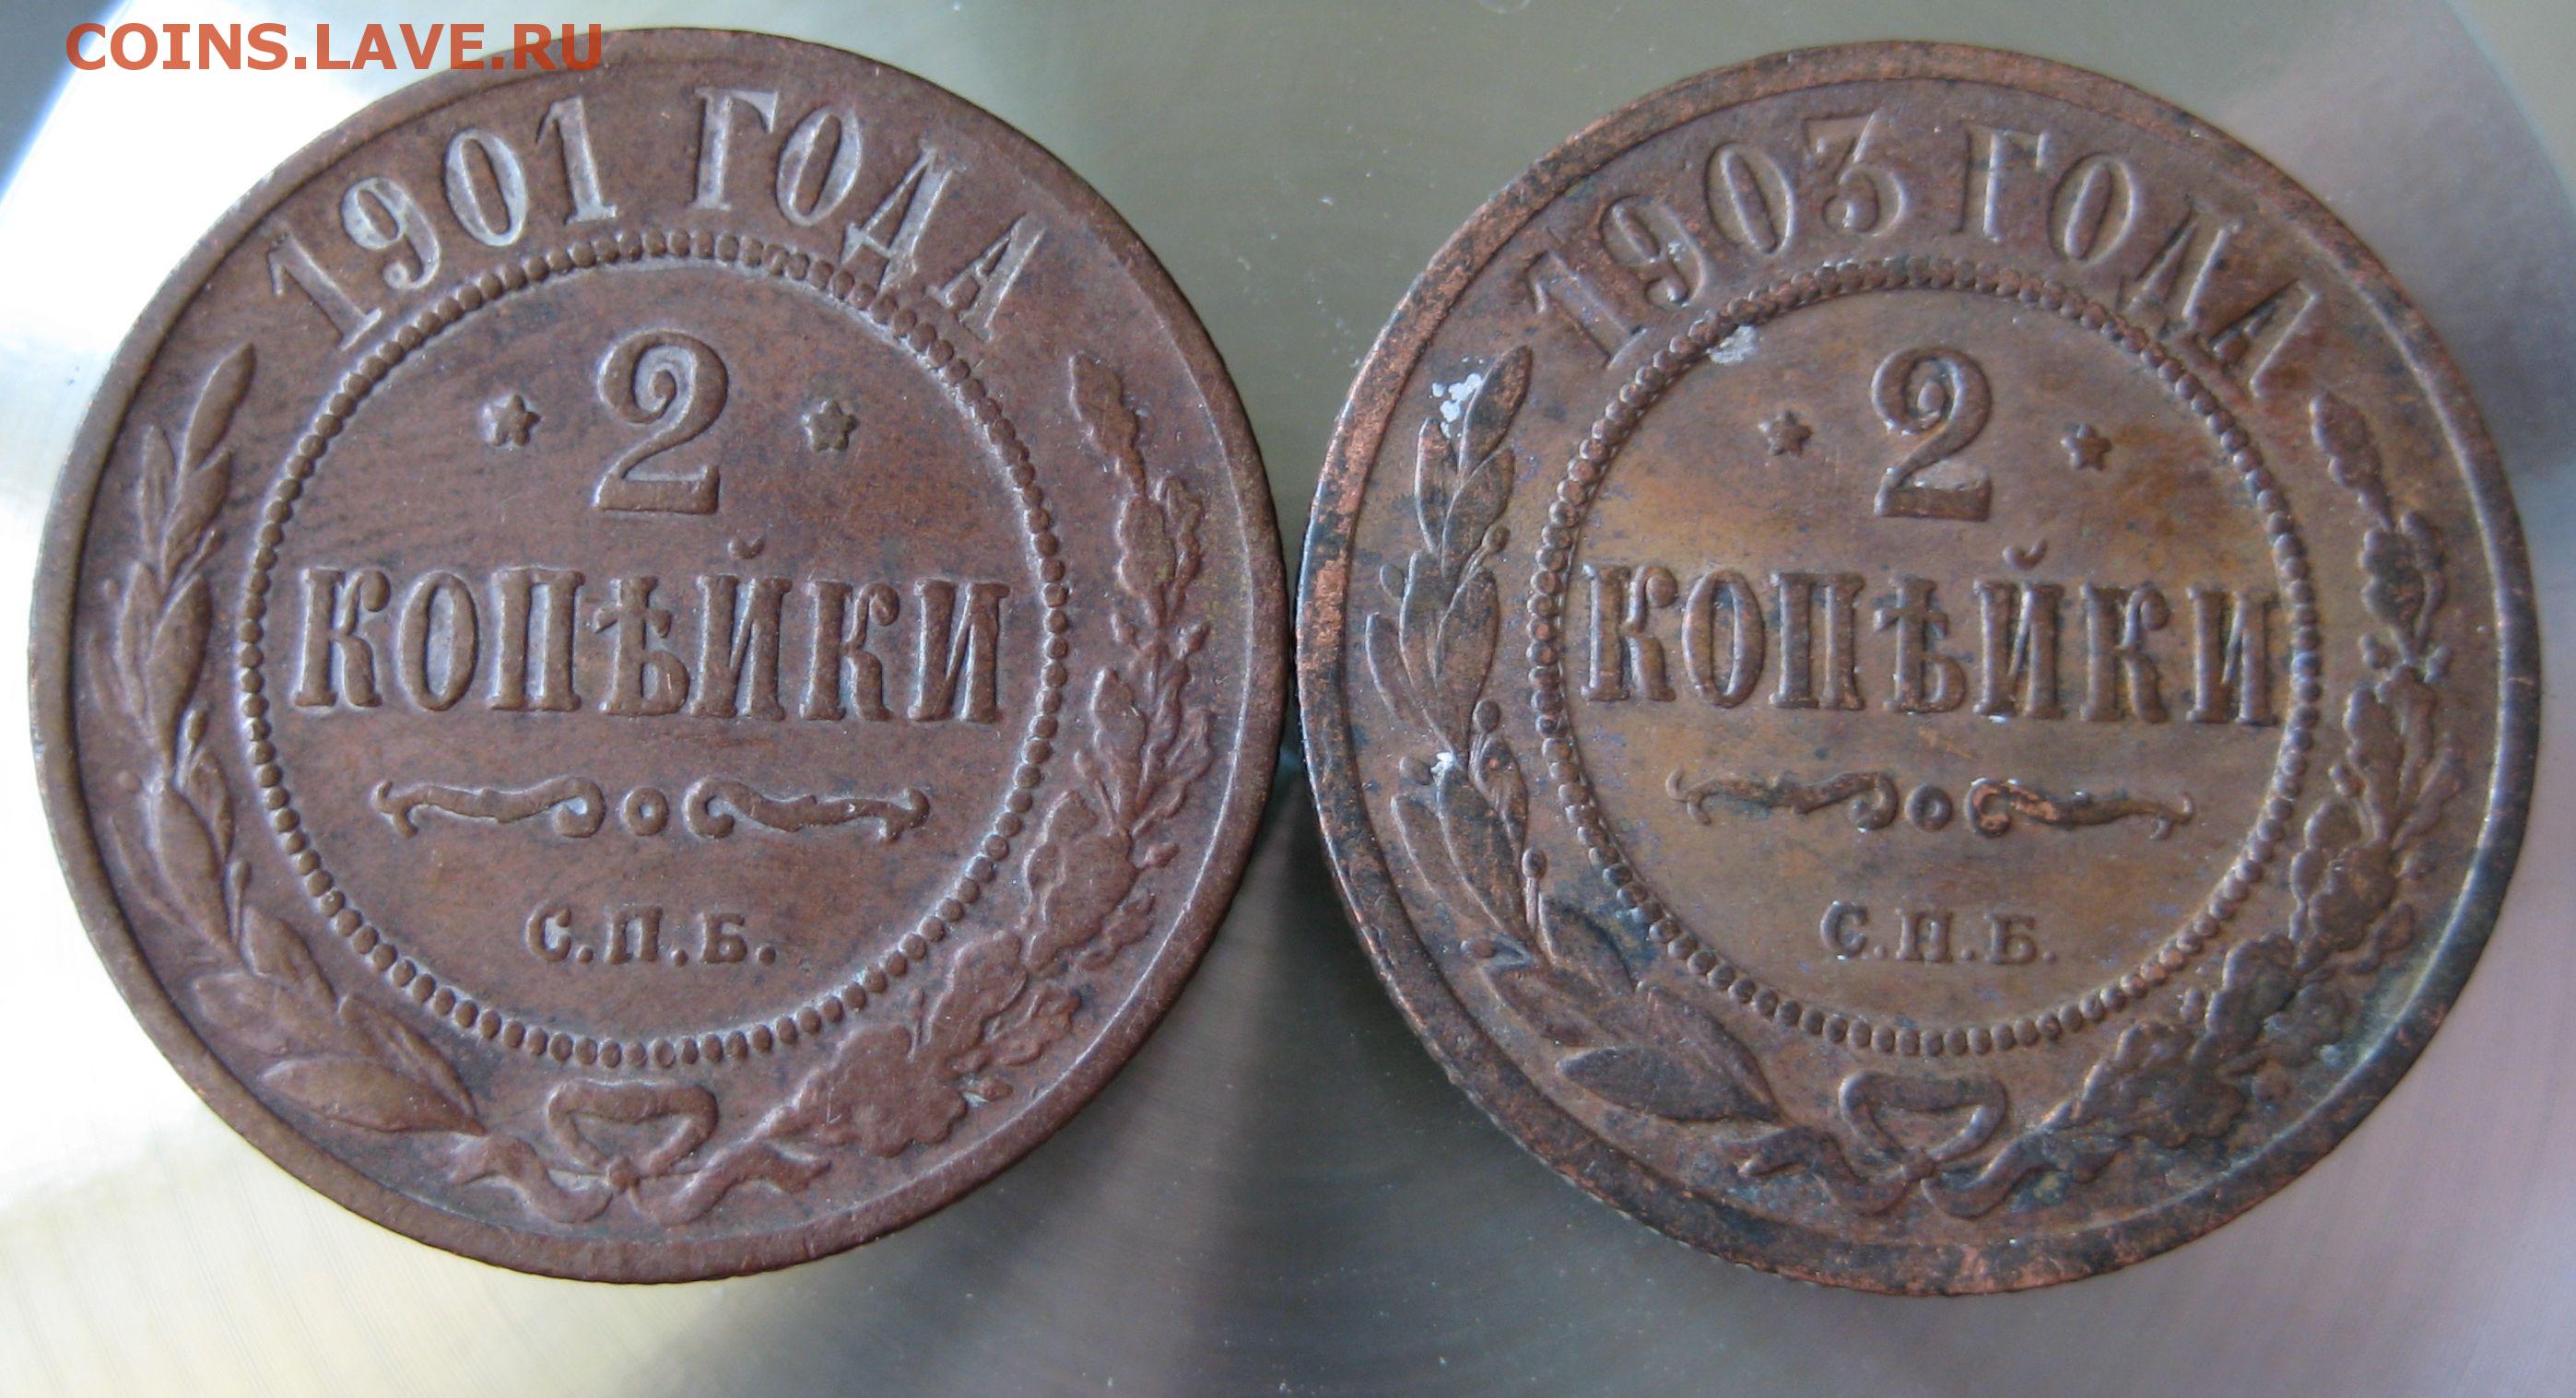 COINS.LAVE.RU
1901 ГОДА
2
КОПѢЙКИ
С.П.Б.
1903 ГОДА
2
КОПѢЙКИ
С.П.Б.